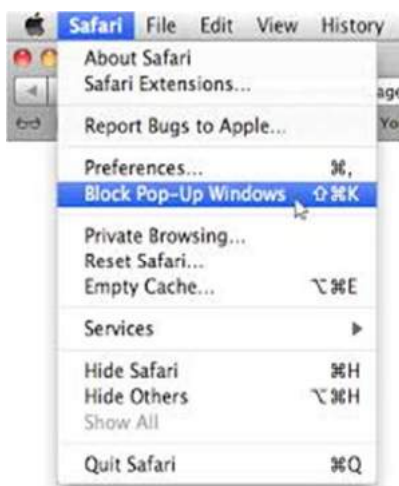 Safari File Edit View History
About Safari
Safari Extensions...
Report Bugs to Apple...
Preferences... ⌘,
Block Pop-Up Windows ⇧⌘K
Private Browsing...
Reset Safari...
Empty Cache... ⌥⌘E
Services
Hide Safari ⌘H
Hide Others ⌥⌘H
Show All
Quit Safari ⌘Q